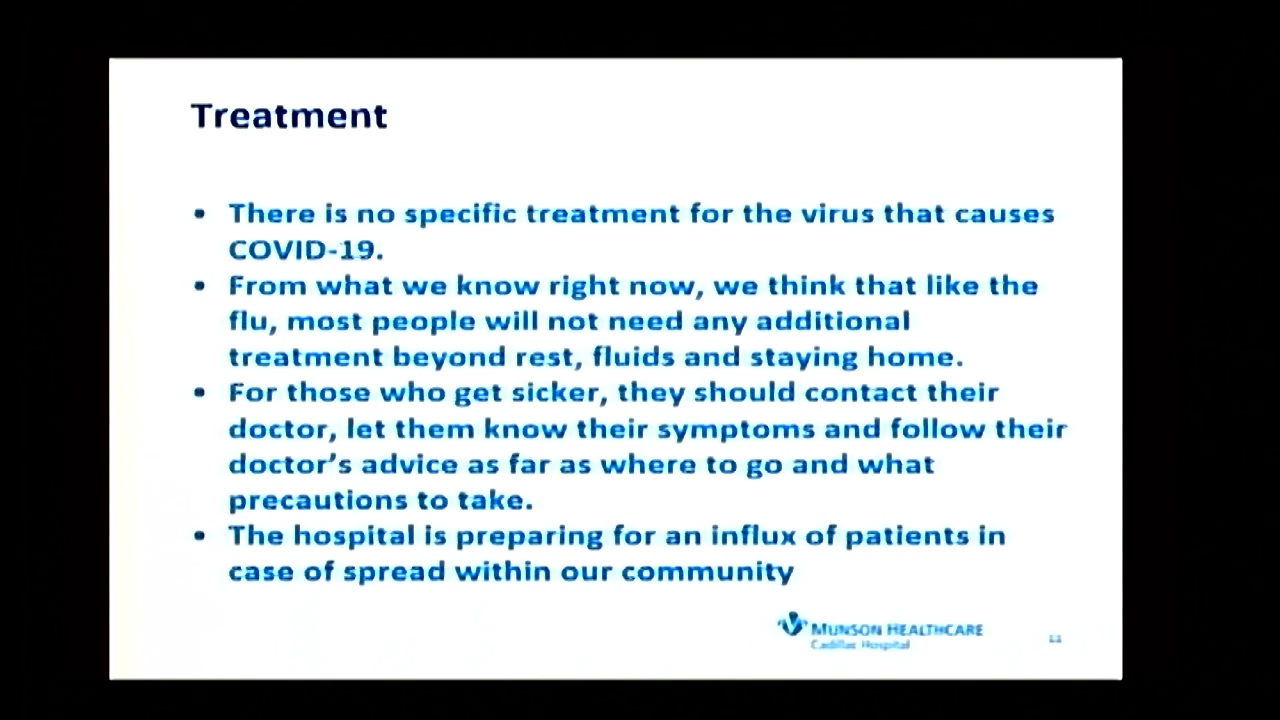 Treatment
• There is no specific treatment for the virus that causes
COVID-19.
• From what we know right now, we think that like the
flu, most people will not need any additional
treatment beyond rest, fluids and staying home.
• For those who get sicker, they should contact their
doctor, let them know their symptoms and follow their
doctor's advice as far as where to go and what
precautions to take.
• The hospital is preparing for an influx of patients in
case of spread within our community
MUNSON HEALTHCARE
Cadillac Hospital